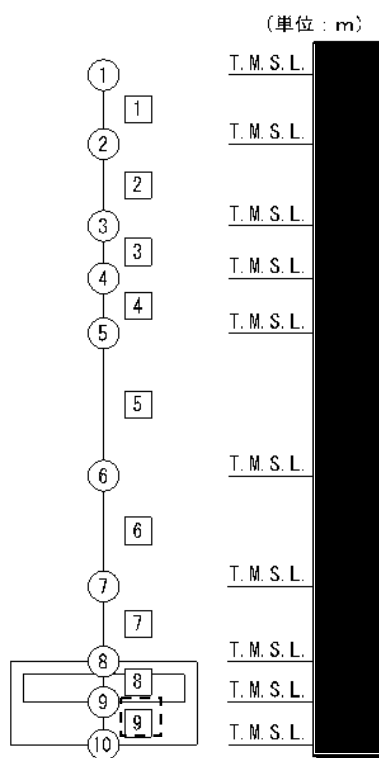 (単位：m)
① T.M.S.L.
1
② T.M.S.L.
2
③ T.M.S.L.
3
④ T.M.S.L.
4
⑤ T.M.S.L.
5
⑥ T.M.S.L.
6
⑦ T.M.S.L.
7
⑧ T.M.S.L.
8
⑨ T.M.S.L.
9
⑩ T.M.S.L.